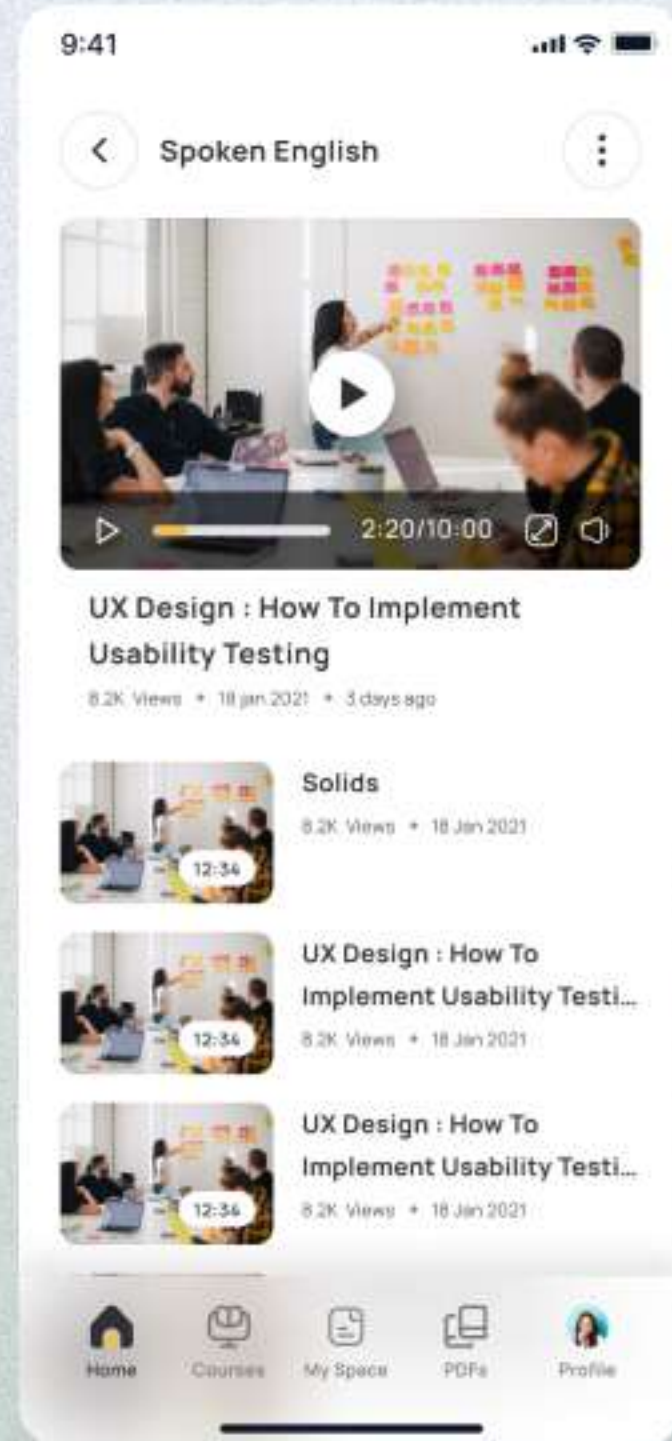 9:41
Spoken English
2:20/10:00
UX Design : How To Implement
Usability Testing
8.2K Views • 18 jan 2021 • 3 days ago
Solids
8.2K Views • 18 Jan 2021
12:34
UX Design : How To
Implement Usability Testi...
8.2K Views • 18 Jan 2021
12:34
UX Design : How To
Implement Usability Testi...
8.2K Views • 18 Jan 2021
12:34
Home Courses My Space PDFs Profile